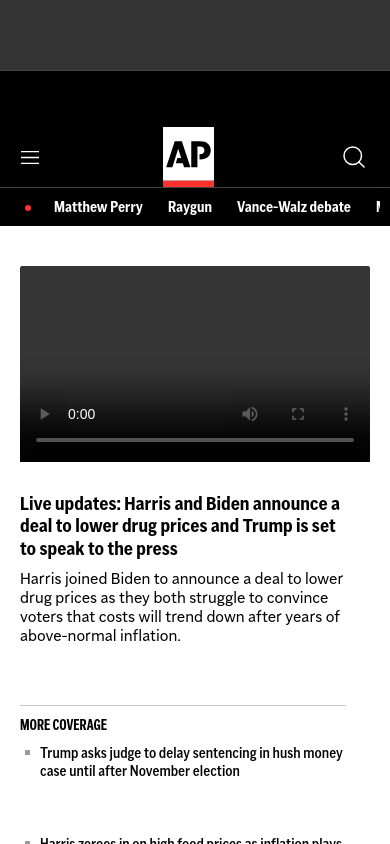 AP
Matthew Perry Raygun Vance-Walz debate
0:00
Live updates: Harris and Biden announce a
deal to lower drug prices and Trump is set
to speak to the press
Harris joined Biden to announce a deal to lower
drug prices as they both struggle to convince
voters that costs will trend down after years of
above-normal inflation.
MORE COVERAGE
Trump asks judge to delay sentencing in hush money
case until after November election
Harris zeroes in on high food prices as inflation plays